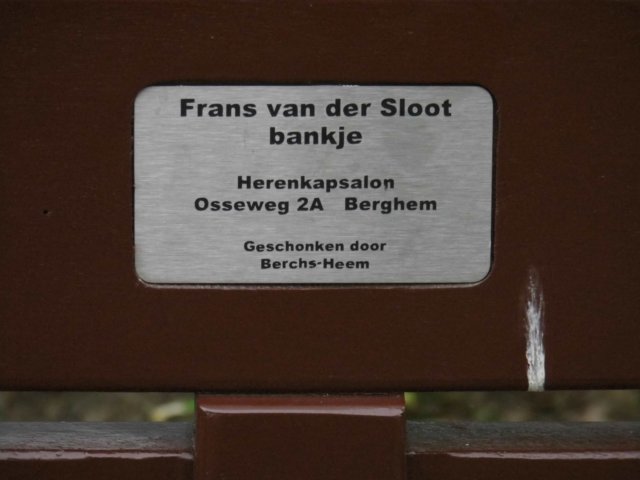 Frans van der Sloot
bankje
Herenkapsalon
Osseweg 2A Berghem
Geschonken door
Berchs-Heem